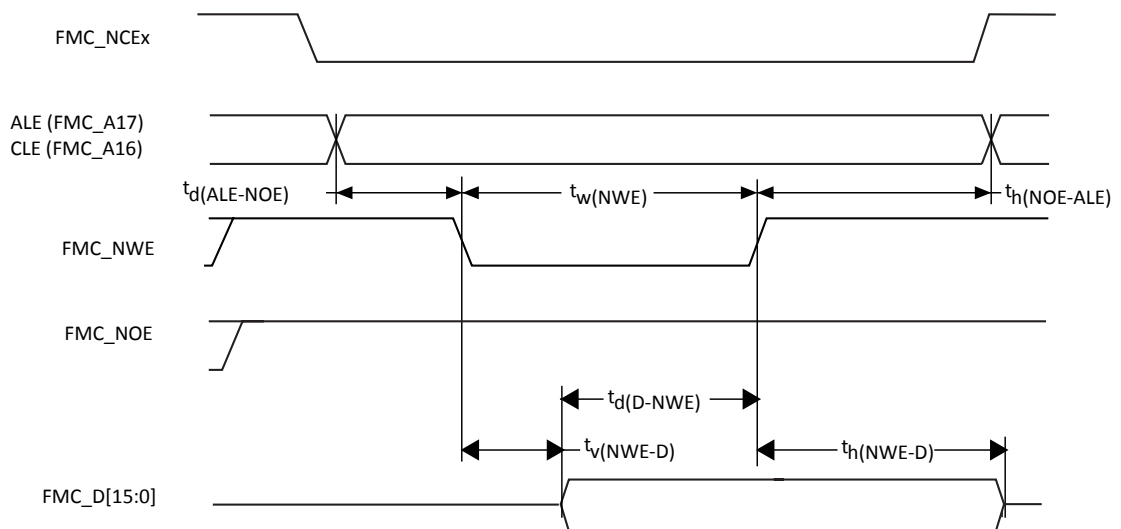 FMC_NCEx
ALE (FMC_A17)
CLE (FMC_A16)
td(ALE-NOE)
tw(NWE)
th(NOE-ALE)
FMC_NWE
FMC_NOE
td(D-NWE)
tv(NWE-D)
th(NWE-D)
FMC_D[15:0]